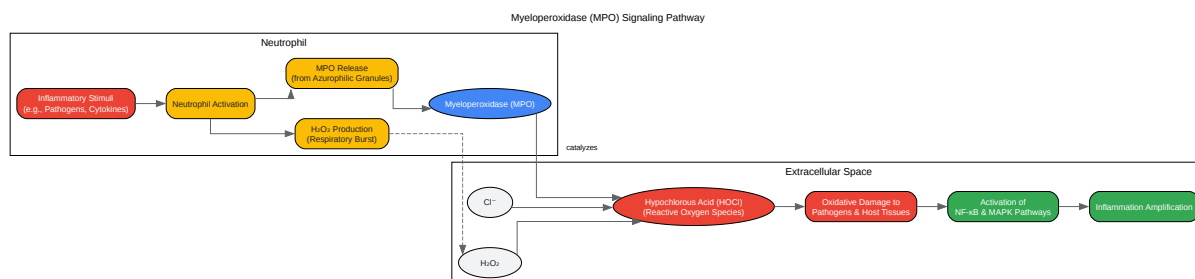 Myeloperoxidase (MPO) Signaling Pathway
Neutrophil
MPO Release
(from Azurophilic Granules)
Inflammatory Stimuli
(e.g., Pathogens, Cytokines)
Neutrophil Activation
Myeloperoxidase (MPO)
H₂O₂ Production
(Respiratory Burst)
catalyzes
Extracellular Space
Cl⁻
Hypochlorous Acid (HOCl)
(Reactive Oxygen Species)
Oxidative Damage to
Pathogens & Host Tissues
Activation of
NF-κB & MAPK Pathways
Inflammation Amplification
H₂O₂